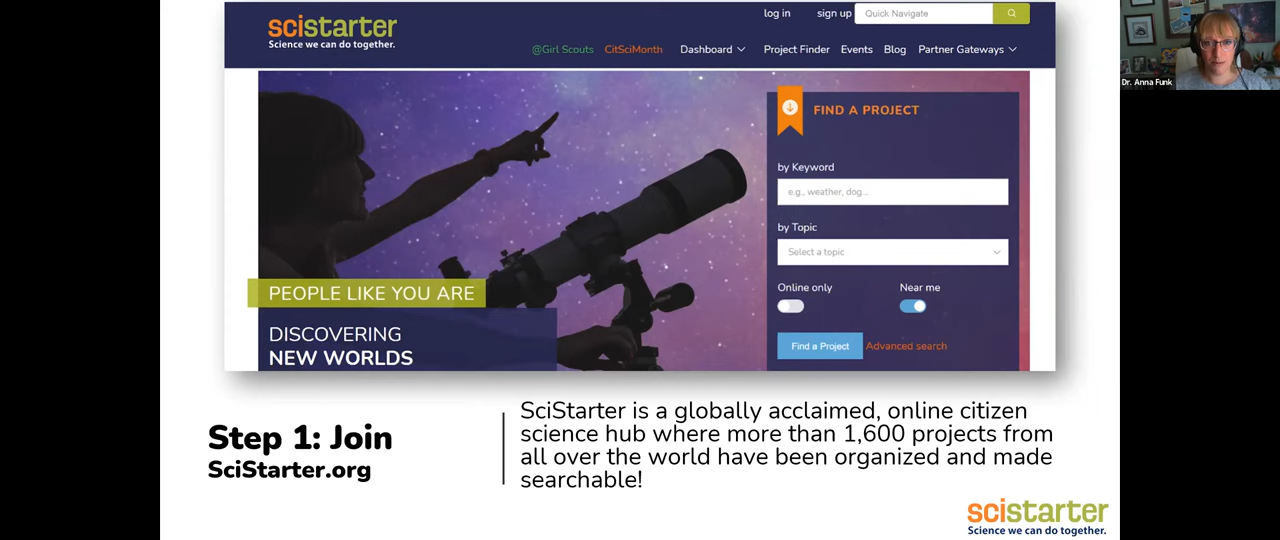 scistarter
Science we can do together.
log in
sign up
Quick Navigate
@Girl Scouts
CitSciMonth
Dashboard
Project Finder
Events
Blog
Partner Gateways
Dr. Anna Funk
FIND A PROJECT
by Keyword
e.g., weather, dog...
by Topic
Select a topic
Online only
Near me
Find a Project
Advanced search
PEOPLE LIKE YOU ARE
DISCOVERING
NEW WORLDS
Step 1: Join
SciStarter.org
SciStarter is a globally acclaimed, online citizen
science hub where more than 1,600 projects from
all over the world have been organized and made
searchable!
scistarter
Science we can do together.